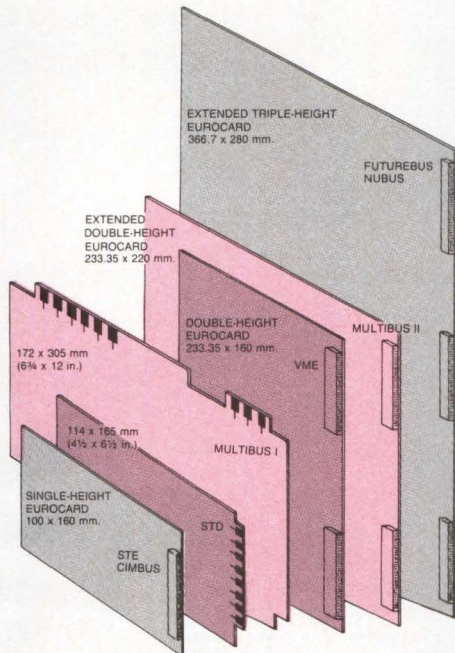 EXTENDED TRIPLE-HEIGHT
EUROCARD
366.7 x 280 mm.
FUTUREBUS
NUBUS
EXTENDED
DOUBLE-HEIGHT
EUROCARD
233.35 x 220 mm.
DOUBLE-HEIGHT
EUROCARD
233.35 x 160 mm.
MULTIBUS II
VME
172 x 305 mm
(6¾ x 12 in.)
MULTIBUS I
114 x 165 mm
(4½ x 6½ in.)
STD
SINGLE-HEIGHT
EUROCARD
100 x 160 mm.
STE
CIMBUS